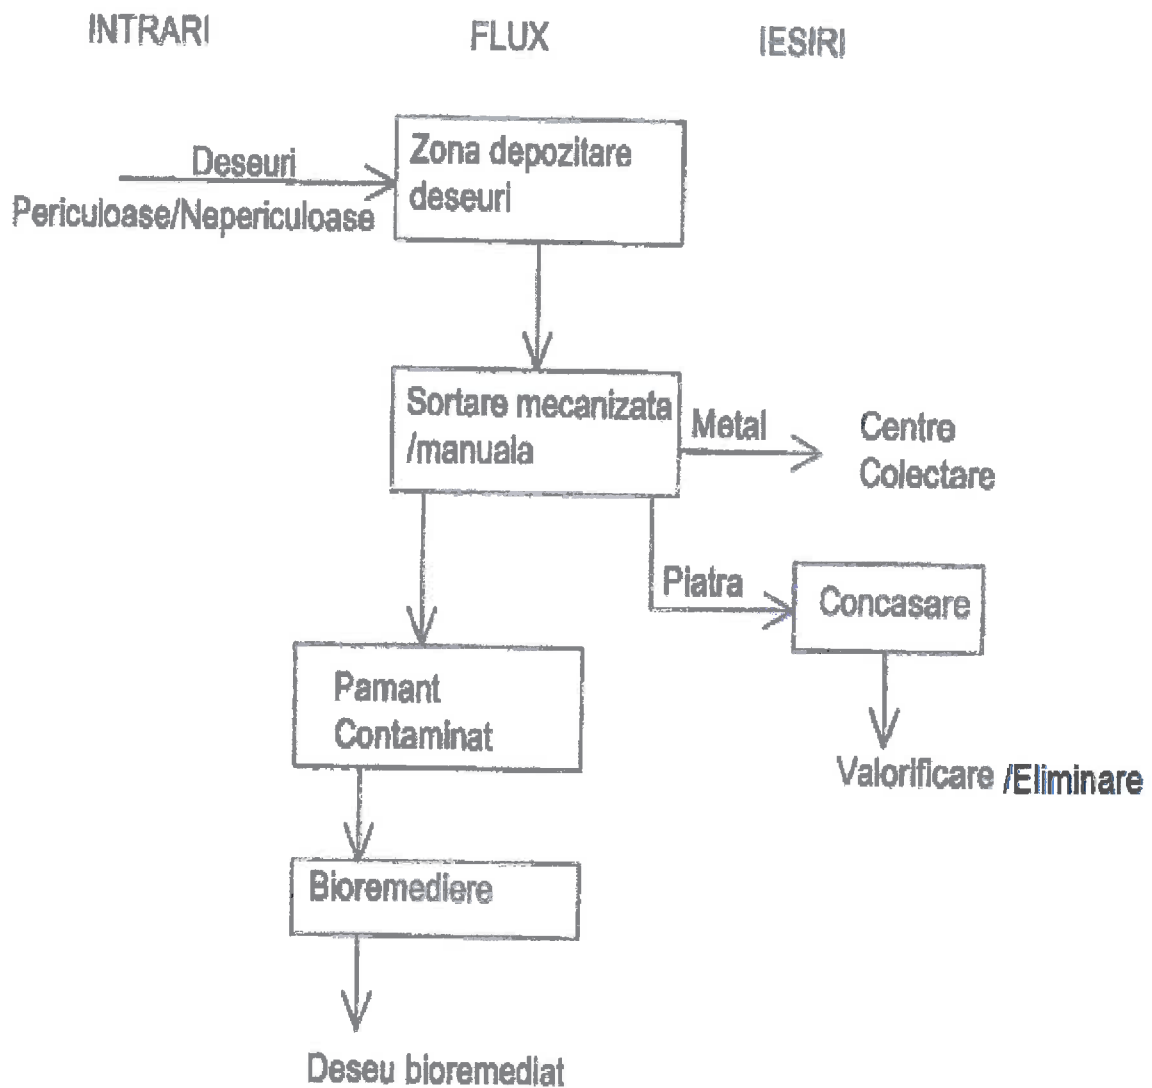 INTRARI
FLUX
IESIRI
Deseuri
Periculoase/Nepericuloase
Zona depozitare
deseuri
Sortare mecanizata
/manuala
Metal
Centre
Colectare
Piatra
Concasare
Pamant
Contaminat
Valorificare /Eliminare
Bioremediere
Deseu bioremediat